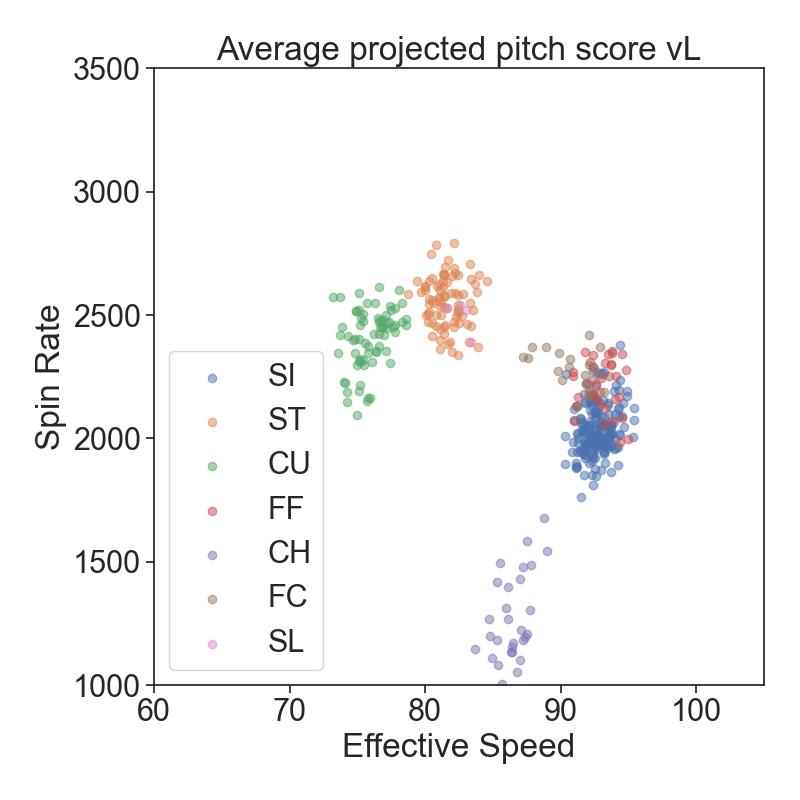 Average projected pitch score vL
3500
3000
2500
2000
1500
1000
Spin Rate
SI
ST
CU
FF
CH
FC
SL
60 70 80 90 100
Effective Speed